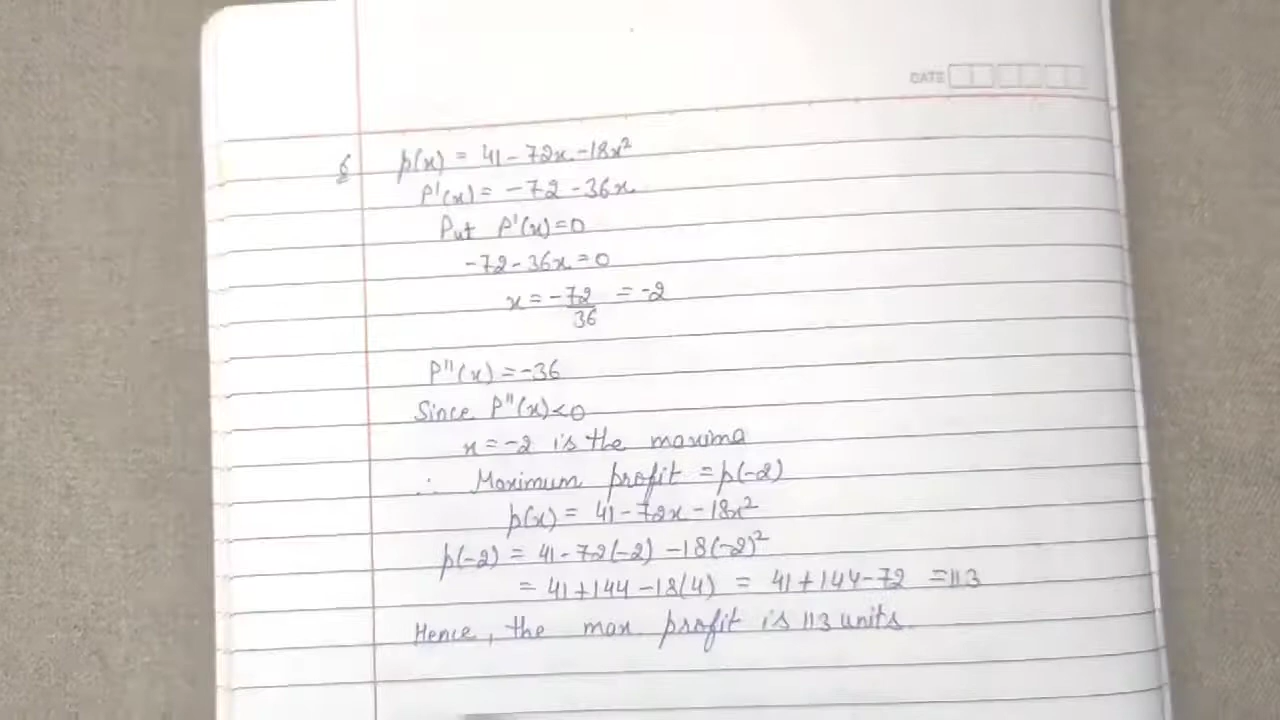 DATE
6 p(x) = 41 - 72x - 18x²
P'(x) = -72 - 36x
Put P'(x) = 0
-72 - 36x = 0
x = -72/36 = -2
P''(x) = -36
Since P''(x) < 0
x = -2 is the maxima
∴ Maximum profit = p(-2)
p(x) = 41 - 72x - 18x²
p(-2) = 41 - 72(-2) - 18(-2)²
= 41 + 144 - 18(4) = 41 + 144 - 72 = 113
Hence, the max profit is 113 units.